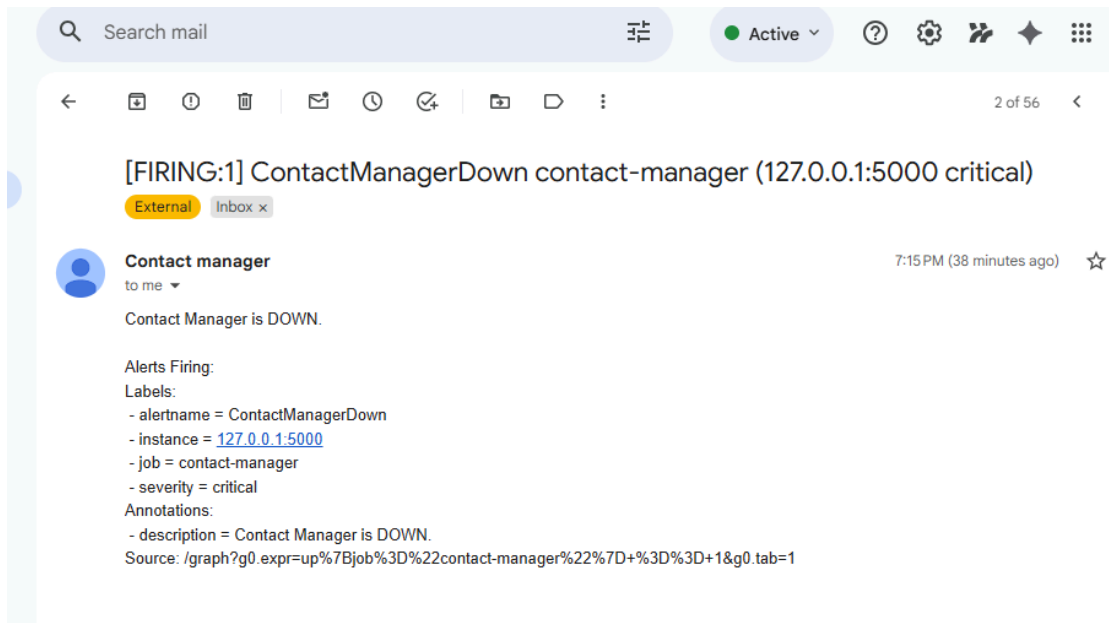 Search mail
Active
2 of 56
[FIRING:1] ContactManagerDown contact-manager (127.0.0.1:5000 critical)
External
Inbox ×
Contact manager
7:15 PM (38 minutes ago)
to me
Contact Manager is DOWN.
Alerts Firing:
Labels:
- alertname = ContactManagerDown
- instance = 127.0.0.1:5000
- job = contact-manager
- severity = critical
Annotations:
- description = Contact Manager is DOWN.
Source: /graph?g0.expr=up%7Bjob%3D%22contact-manager%22%7D+%3D%3D+1&g0.tab=1